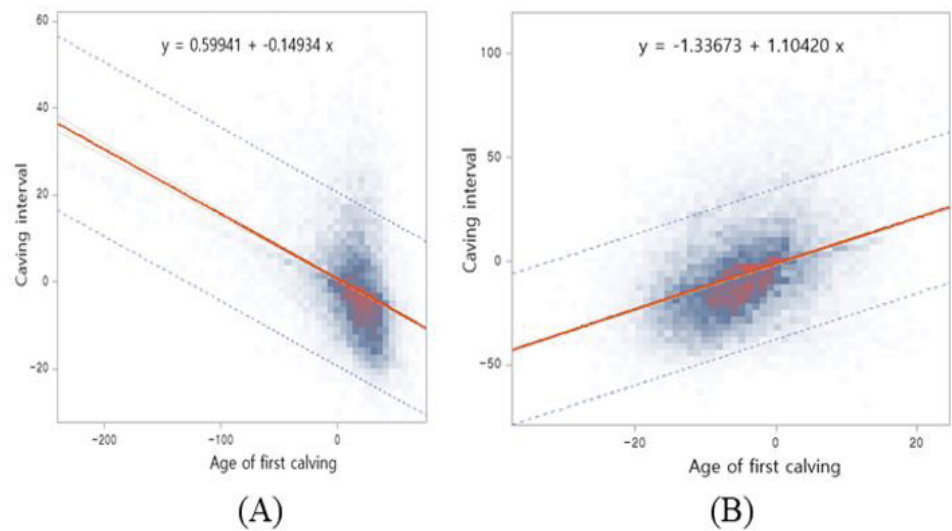 60
40
20
0
-20
-200
-100
0
y = 0.59941 + -0.14934 x
Caving interval
Age of first calving
(A)
100
50
0
-50
-20
0
20
y = -1.33673 + 1.10420 x
Caving interval
Age of first calving
(B)